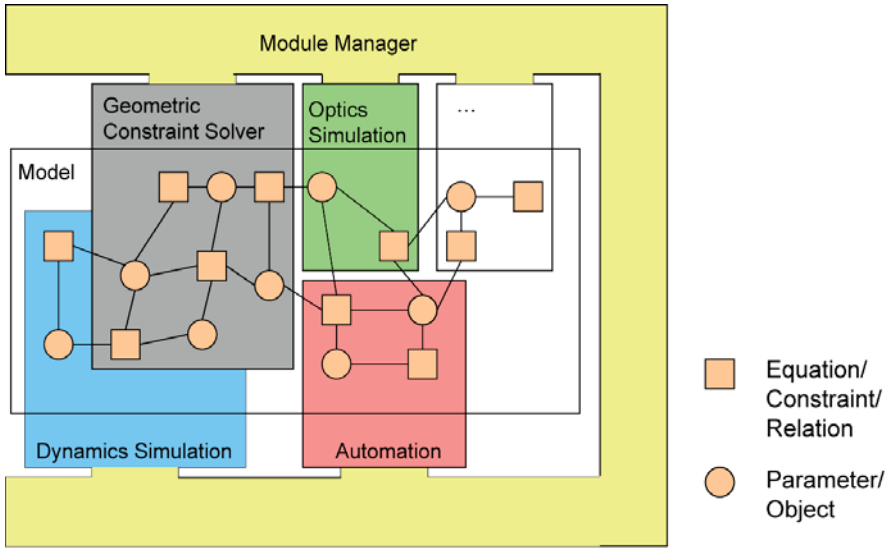 Module Manager
Geometric
Constraint Solver
Optics
Simulation
...
Model
Dynamics Simulation
Automation
Equation/
Constraint/
Relation
Parameter/
Object